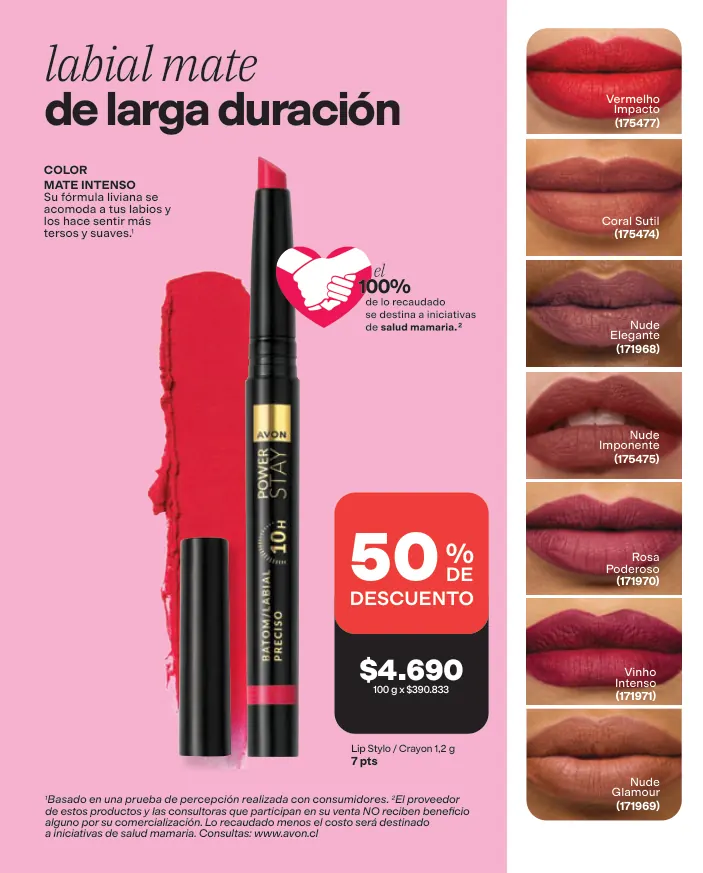 labial mate
de larga duración
COLOR
MATE INTENSO
Su fórmula liviana se
acomoda a tus labios y
los hace sentir más
tersos y suaves.¹
el
100%
de lo recaudado
se destina a iniciativas
de salud mamaria.²
AVON
POWER
STAY
10H
BATOM/LABIAL
PRECISO
50%
DE
DESCUENTO
$4.690
100 g x $390.833
Lip Stylo / Crayon 1,2 g
7 pts
¹Basado en una prueba de percepción realizada con consumidores. ²El proveedor
de estos productos y las consultoras que participan en su venta NO reciben beneficio
alguno por su comercialización. Lo recaudado menos el costo será destinado
a iniciativas de salud mamaria. Consultas: www.avon.cl
Vermelho
Impacto
(175477)
Coral Sutil
(175474)
Nude
Elegante
(171968)
Nude
Imponente
(175475)
Rosa
Poderoso
(171970)
Vinho
Intenso
(171971)
Nude
Glamour
(171969)